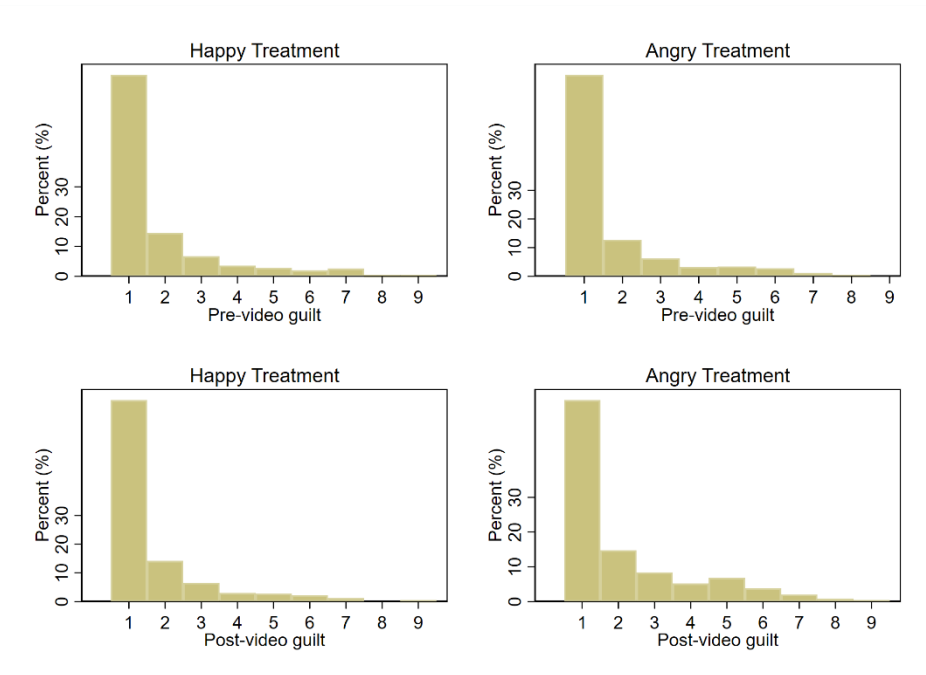 Happy Treatment
Percent (%)
0 10 20 30
1 2 3 4 5 6 7 8 9
Pre-video guilt
Angry Treatment
Percent (%)
0 10 20 30
1 2 3 4 5 6 7 8 9
Pre-video guilt
Happy Treatment
Percent (%)
0 10 20 30
1 2 3 4 5 6 7 8 9
Post-video guilt
Angry Treatment
Percent (%)
0 10 20 30
1 2 3 4 5 6 7 8 9
Post-video guilt